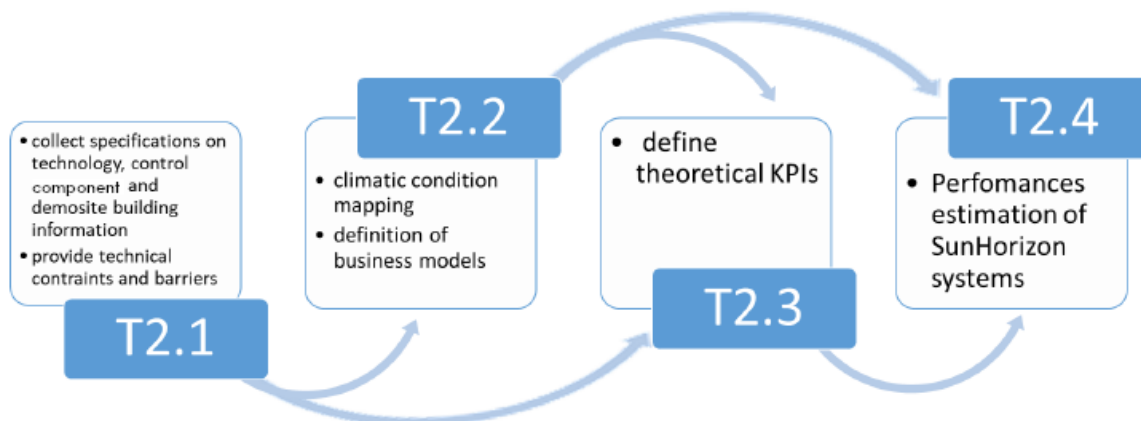 • collect specifications on
technology, control
component and
demosite building
information
• provide technical
contraints and barriers
T2.1
T2.2
• climatic condition
mapping
• definition of
business models
• define
theoretical KPIs
T2.3
T2.4
• Perfomances
estimation of
SunHorizon
systems